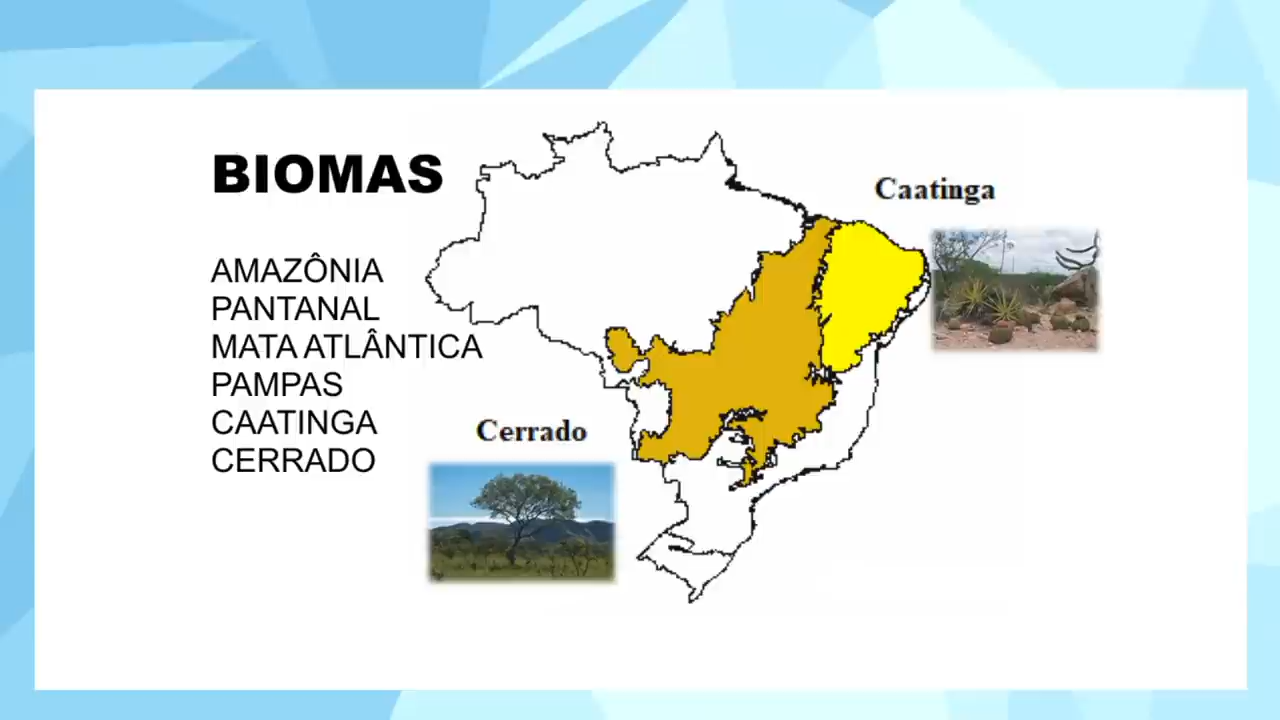 BIOMAS
AMAZÔNIA
PANTANAL
MATA ATLÂNTICA
PAMPAS
CAATINGA
CERRADO
Caatinga
Cerrado